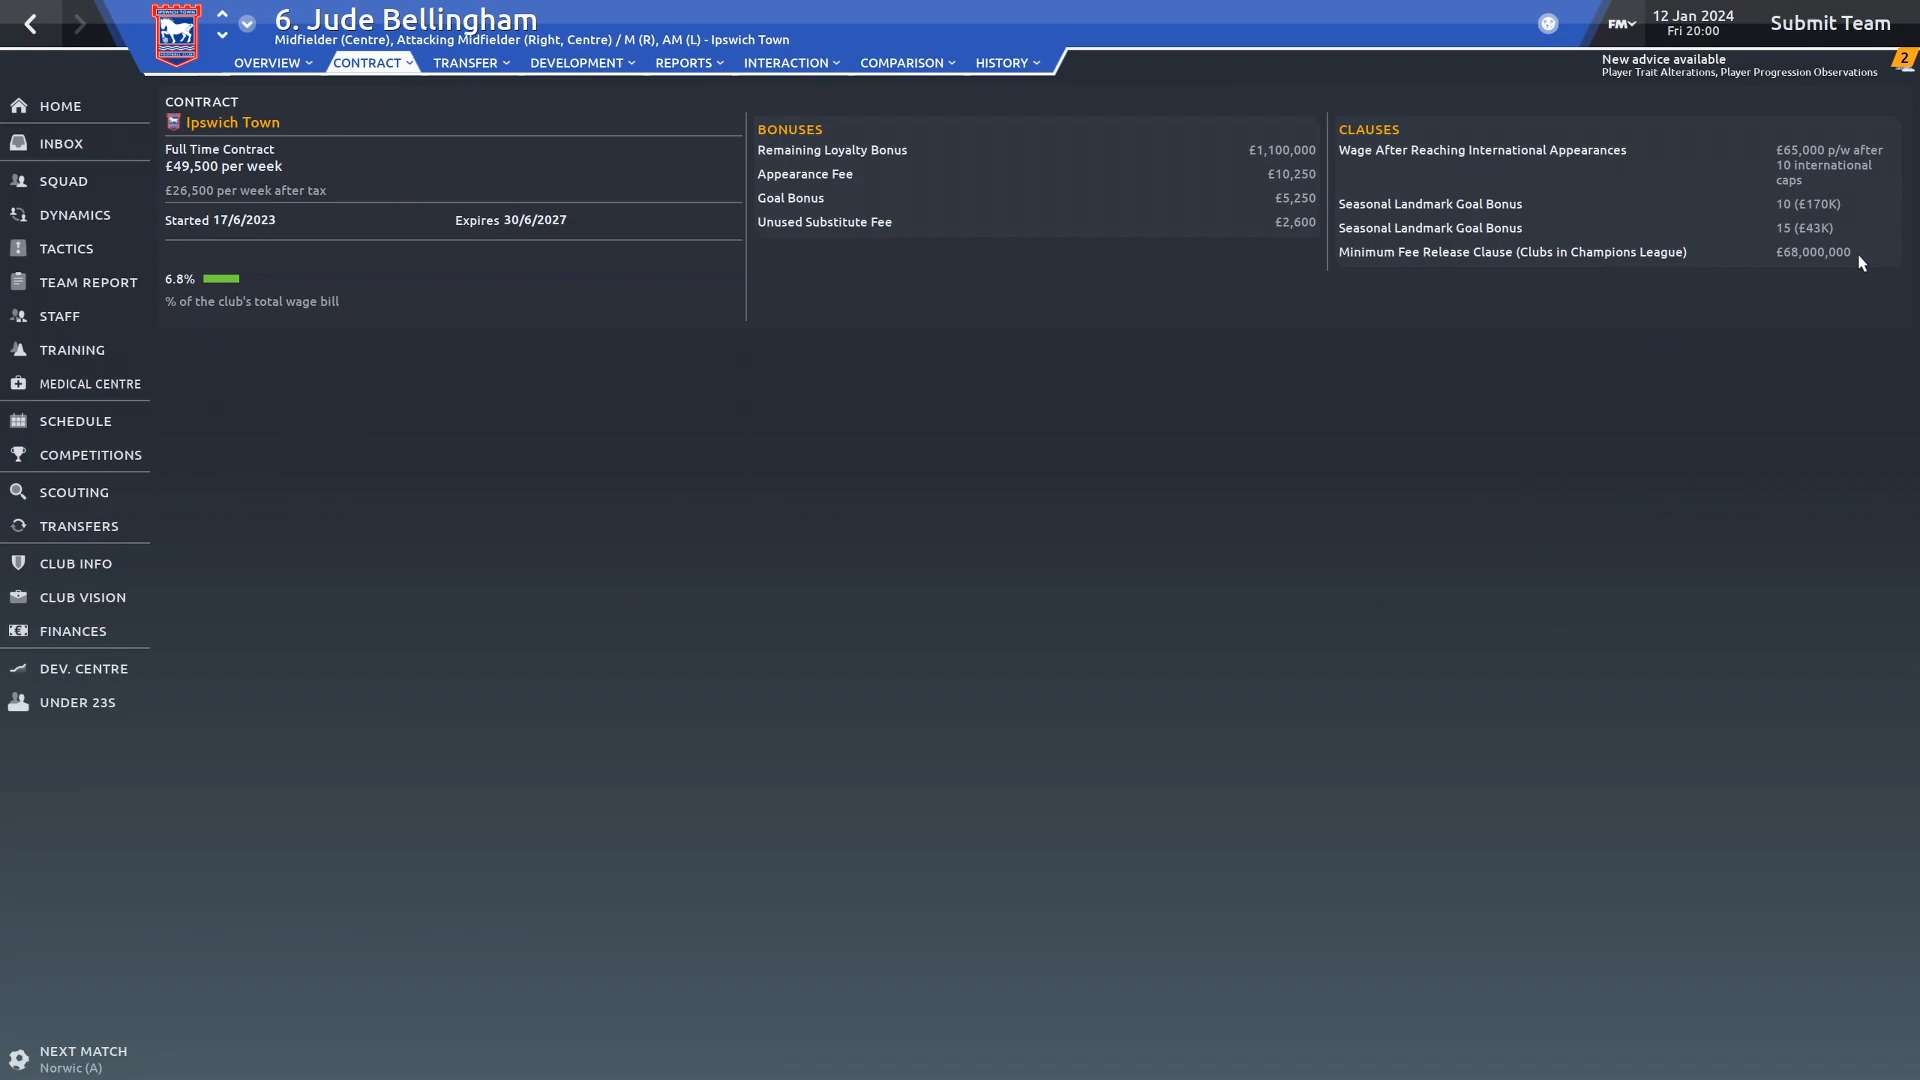 6. Jude Bellingham
Midfielder (Centre), Attacking Midfielder (Right, Centre) / M (R), AM (L) - Ipswich Town
FM
12 Jan 2024
Fri 20:00
Submit Team
OVERVIEW
CONTRACT
TRANSFER
DEVELOPMENT
REPORTS
INTERACTION
COMPARISON
HISTORY
New advice available
Player Trait Alterations, Player Progression Observations
2
HOME
INBOX
SQUAD
DYNAMICS
TACTICS
TEAM REPORT
STAFF
TRAINING
MEDICAL CENTRE
SCHEDULE
COMPETITIONS
SCOUTING
TRANSFERS
CLUB INFO
CLUB VISION
FINANCES
DEV. CENTRE
UNDER 23S
NEXT MATCH
Norwic (A)
CONTRACT
Ipswich Town
Full Time Contract
£49,500 per week
£26,500 per week after tax
Started 17/6/2023
Expires 30/6/2027
6.8%
% of the club's total wage bill
BONUSES
Remaining Loyalty Bonus £1,100,000
Appearance Fee £10,250
Goal Bonus £5,250
Unused Substitute Fee £2,600
CLAUSES
Wage After Reaching International Appearances £65,000 p/w after
10 international
caps
Seasonal Landmark Goal Bonus 10 (£170K)
Seasonal Landmark Goal Bonus 15 (£43K)
Minimum Fee Release Clause (Clubs in Champions League) £68,000,000